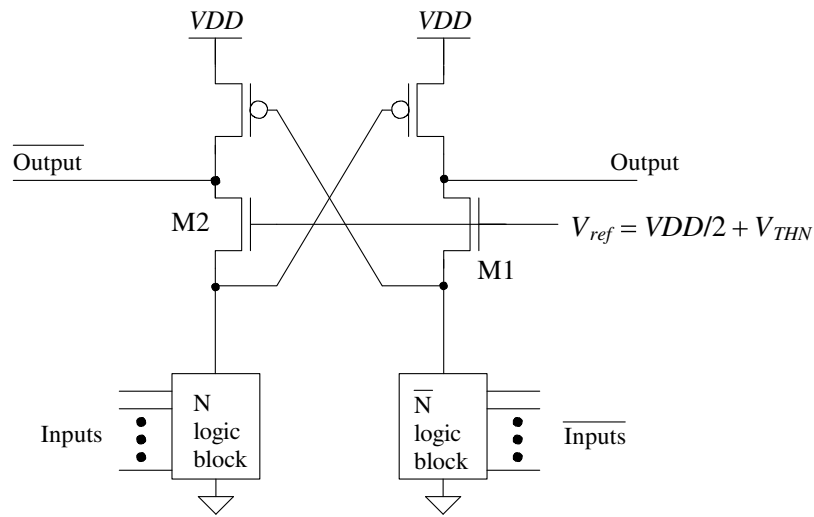 VDD
VDD
Output
Output
M2
V_ref = VDD/2 + V_THN
M1
N
logic
block
N
logic
block
Inputs
Inputs